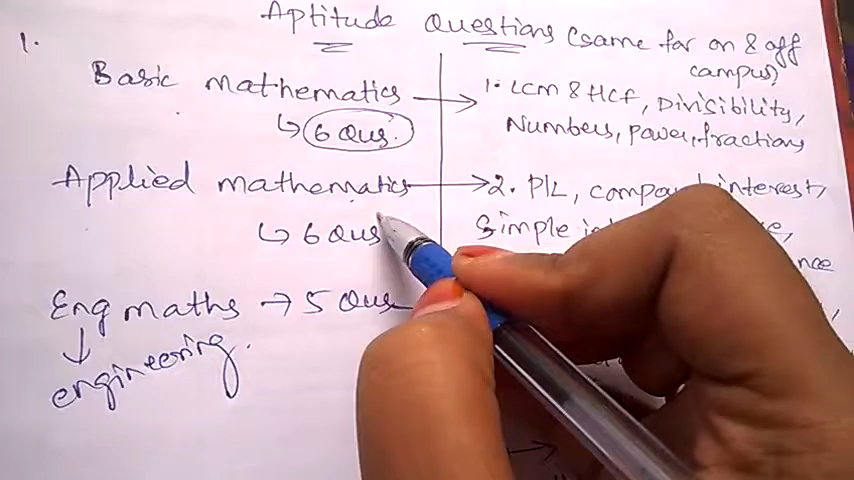 Aptitude Questions (same for on & off
campus)
1.
Basic mathematics → 1. LCM & HCF, Divisibility,
↳ 6 Qus. Numbers, power, fractions
Applied mathematics → 2. P/L, compound interest,
↳ 6 Qus Simple
Eng maths → 5 Qus
↓
engineering.